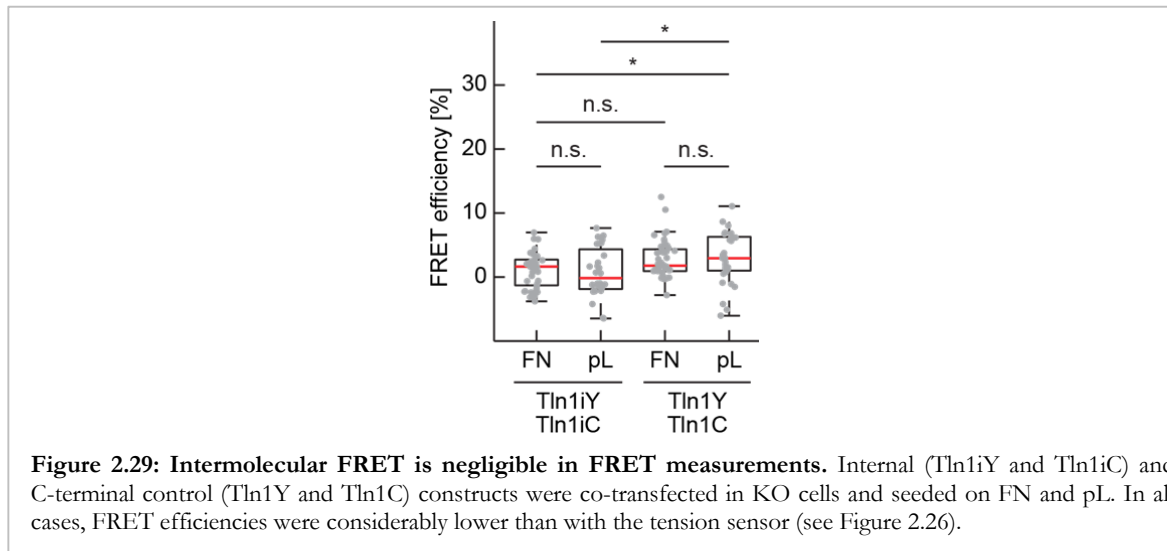 *
*
n.s.
n.s.
n.s.
30
20
10
0
FRET efficiency [%]
FN pL FN pL
Tln1iY Tln1Y
Tln1iC Tln1C
Figure 2.29: Intermolecular FRET is negligible in FRET measurements. Internal (Tln1iY and Tln1iC) and
C-terminal control (Tln1Y and Tln1C) constructs were co-transfected in KO cells and seeded on FN and pL. In al
cases, FRET efficiencies were considerably lower than with the tension sensor (see Figure 2.26).